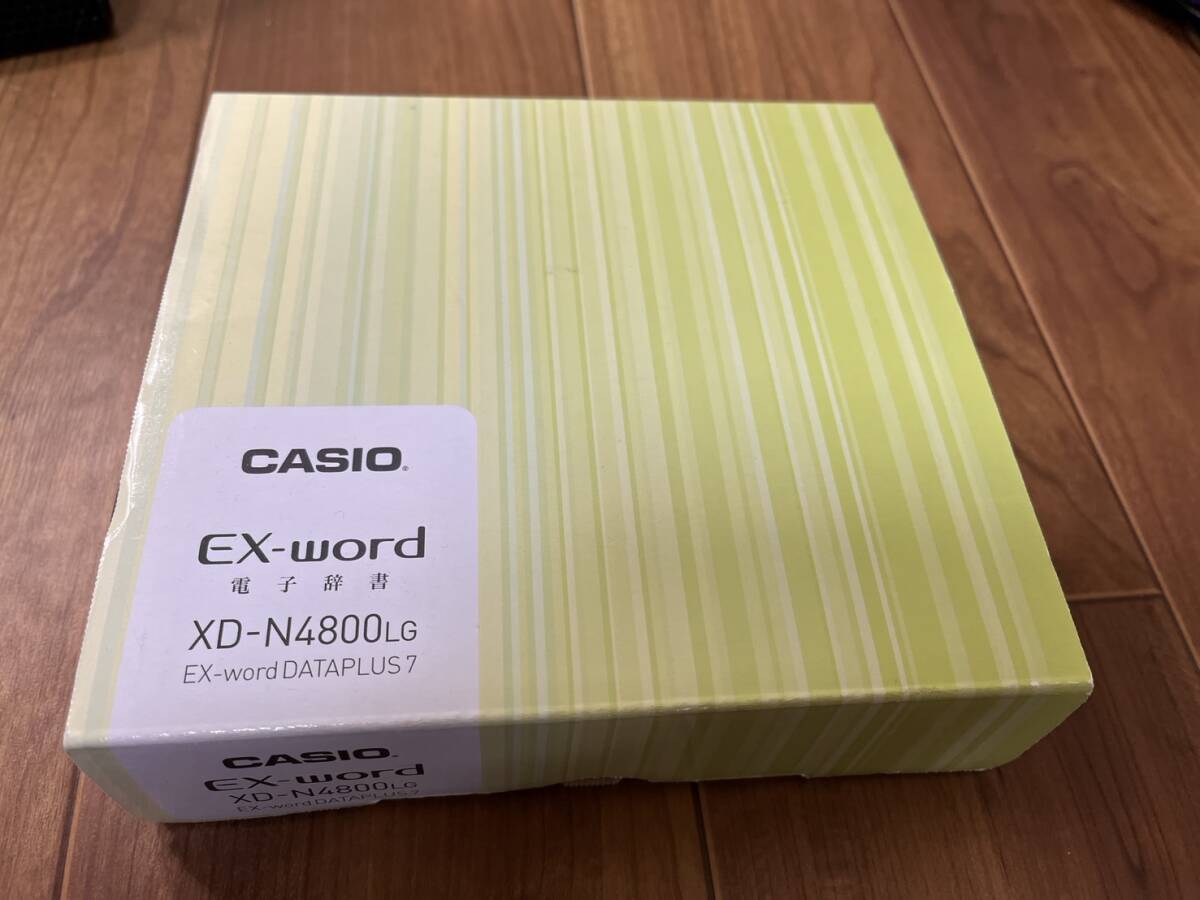 CASIO®
EX-word
電子辞書
XD-N4800LG
EX-word DATAPLUS 7
CASIO®
EX-word
XD-N4800LG
EX-word DATAPLUS 7